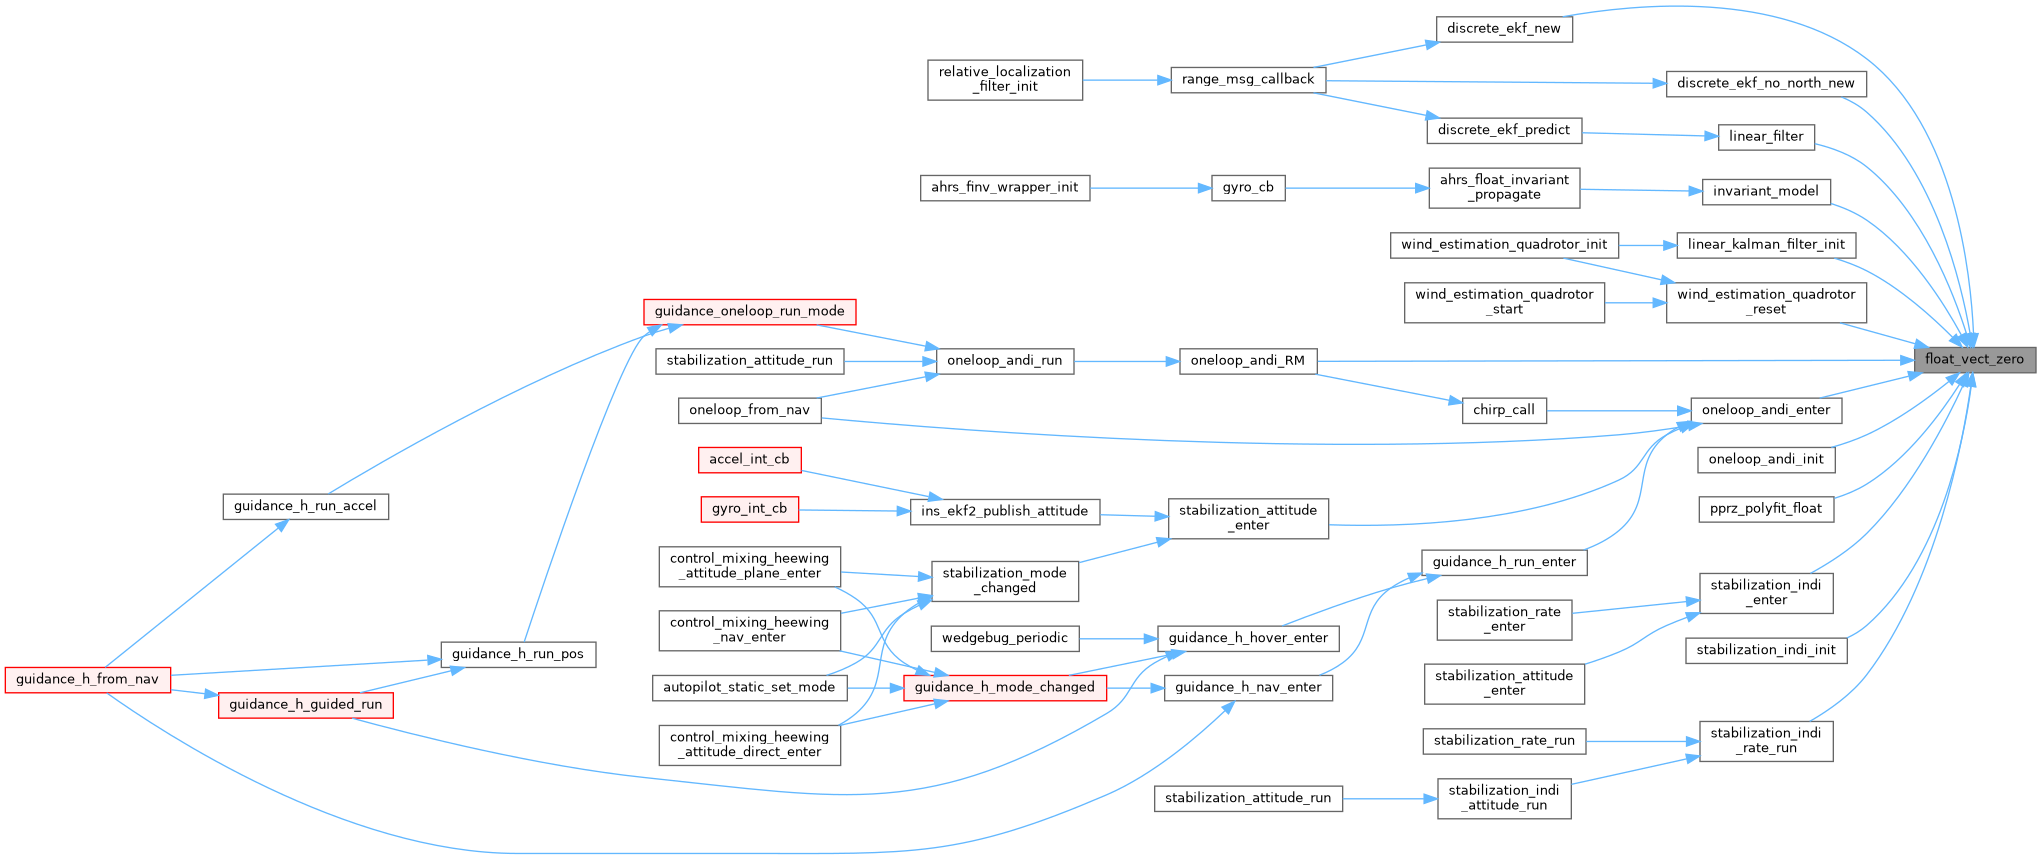 discrete_ekf_new
relative_localization
_filter_init
range_msg_callback
discrete_ekf_no_north_new
discrete_ekf_predict
linear_filter
ahrs_finv_wrapper_init
gyro_cb
ahrs_float_invariant
_propagate
invariant_model
wind_estimation_quadrotor_init
linear_kalman_filter_init
wind_estimation_quadrotor
_start
wind_estimation_quadrotor
_reset
guidance_oneloop_run_mode
stabilization_attitude_run
oneloop_andi_run
oneloop_andi_RM
float_vect_zero
oneloop_from_nav
chirp_call
oneloop_andi_enter
accel_int_cb
oneloop_andi_init
guidance_h_run_accel
gyro_int_cb
ins_ekf2_publish_attitude
stabilization_attitude
_enter
pprz_polyfit_float
control_mixing_heewing
_attitude_plane_enter
stabilization_mode
_changed
guidance_h_run_enter
stabilization_indi
_enter
control_mixing_heewing
_nav_enter
wedgebug_periodic
guidance_h_hover_enter
stabilization_rate
_enter
guidance_h_run_pos
stabilization_indi_init
guidance_h_from_nav
guidance_h_guided_run
autopilot_static_set_mode
guidance_h_mode_changed
guidance_h_nav_enter
stabilization_attitude
_enter
control_mixing_heewing
_attitude_direct_enter
stabilization_rate_run
stabilization_indi
_rate_run
stabilization_attitude_run
stabilization_indi
_attitude_run